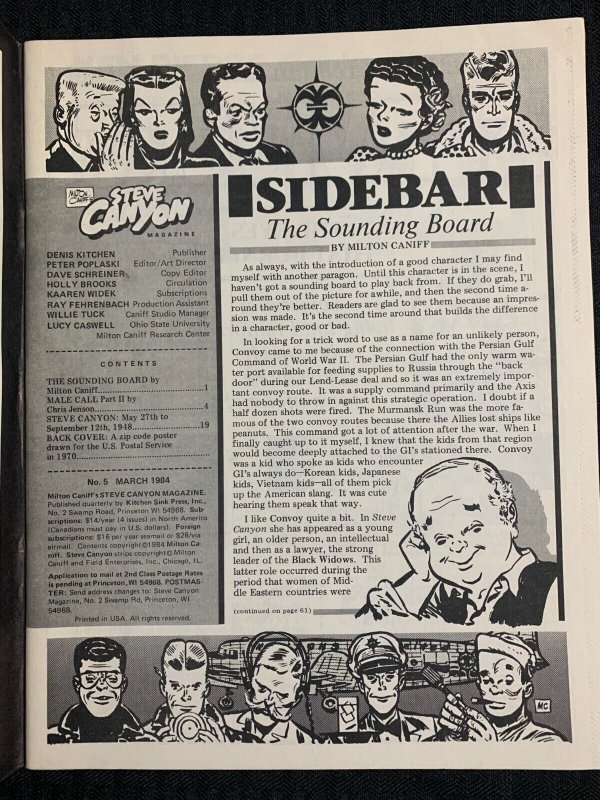 MILTON
CANIFF'S
STEVE
CANYON
MAGAZINE
DENIS KITCHEN Publisher
PETER POPLASKI Editor/Art Director
DAVE SCHREINER Copy Editor
HOLLY BROOKS Circulation
KAAREN WIDEK Subscriptions
RAY FEHRENBACH Production Assistant
WILLIE TUCK Caniff Studio Manager
LUCY CASWELL Ohio State University
Milton Caniff Research Center
CONTENTS
THE SOUNDING BOARD by
Milton Caniff.....1
MALE CALL Part II by
Chris Jenson.....4
STEVE CANYON: May 27th to
September 12th, 1948.....19
BACK COVER: A zip code poster
drawn for the U.S. Postal Service
in 1970.....
No. 5 MARCH 1984
Milton Caniff's STEVE CANYON MAGAZINE.
Published quarterly by Kitchen Sink Press, Inc.,
No. 2 Swamp Road, Princeton WI 54968. Sub-
scriptions: $14/year (4 issues) in North America
(Canadians must pay in U.S. dollars). Foreign
subscriptions: $16 per year seamail or $28/via
airmail. Contents copyright ©1984 Milton Ca-
niff. Steve Canyon strips copyright © Milton
Caniff and Field Enterprises, Inc., Chicago, IL.
Application to mail at 2nd Class Postage Rates
is pending at Princeton, WI 54968. POSTMAS-
TER: Send address changes to: Steve Canyon
Magazine, No. 2 Swamp Rd, Princeton, WI
54968.
Printed in USA. All rights reserved.
SIDEBAR
The Sounding Board
BY MILTON CANIFF
As always, with the introduction of a good character I may find
myself with another paragon. Until this character is in the scene, I
haven't got a sounding board to play back from. If they do grab, I'll
pull them out of the picture for awhile, and then the second time a-
round they're better. Readers are glad to see them because an impres-
sion was made. It's the second time around that builds the difference
in a character, good or bad.
In looking for a trick word to use as a name for an unlikely person,
Convoy came to me because of the connection with the Persian Gulf
Command of World War II. The Persian Gulf had the only warm wa-
ter port available for feeding supplies to Russia through the "back
door" during our Lend-Lease deal and so it was an extremely impor-
tant convoy route. It was a supply command primarily and the Axis
had nobody to throw in against this strategic operation. I doubt if a
half dozen shots were fired. The Murmansk Run was the more fa-
mous of the two convoy routes because there the Allies lost ships like
peanuts. This command got a lot of attention after the war. When I
finally caught up to it myself, I knew that the kids from that region
would become deeply attached to the GI's stationed there. Convoy
was a kid who spoke as kids who encounter
GI's always do—Korean kids, Japanese
kids, Vietnam kids—all of them pick
up the American slang. It was cute
hearing them speak that way.
I like Convoy quite a bit. In Steve
Canyon she has appeared as a young
girl, an older person, an intellectual
and then as a lawyer, the strong
leader of the Black Widows. This
latter role occurred during the
period that women of Mid-
dle Eastern countries were
(continued on page 61)
MC